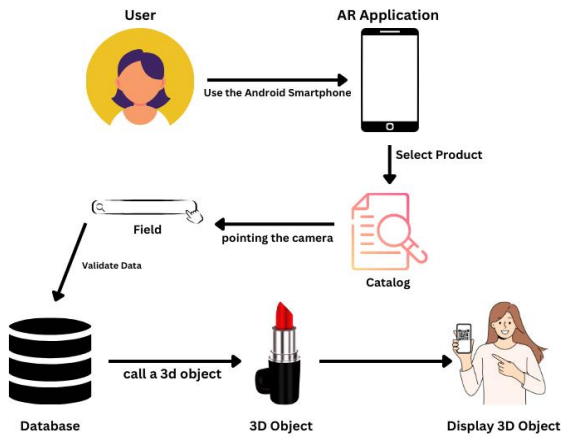 User
AR Application
Use the Android Smartphone
Select Product
Field
pointing the camera
Catalog
Validate Data
call a 3d object
Database
3D Object
Display 3D Object